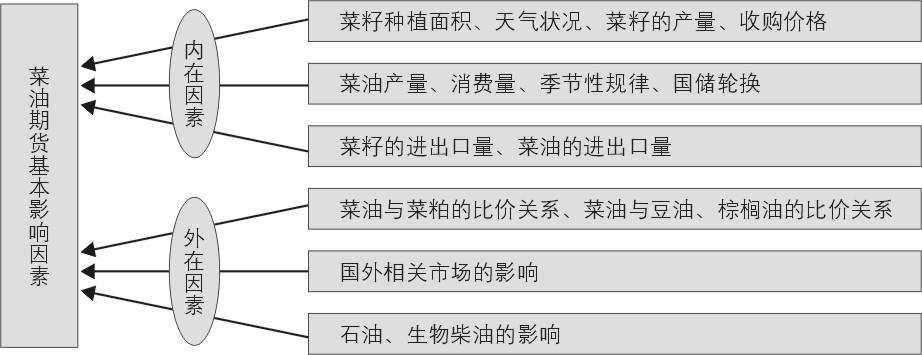 菜油期货基本影响因素
内在因素
菜籽种植面积、天气状况、菜籽的产量、收购价格
菜油产量、消费量、季节性规律、国储轮换
菜籽的进出口量、菜油的进出口量
外在因素
菜油与菜粕的比价关系、菜油与豆油、棕榈油的比价关系
国外相关市场的影响
石油、生物柴油的影响